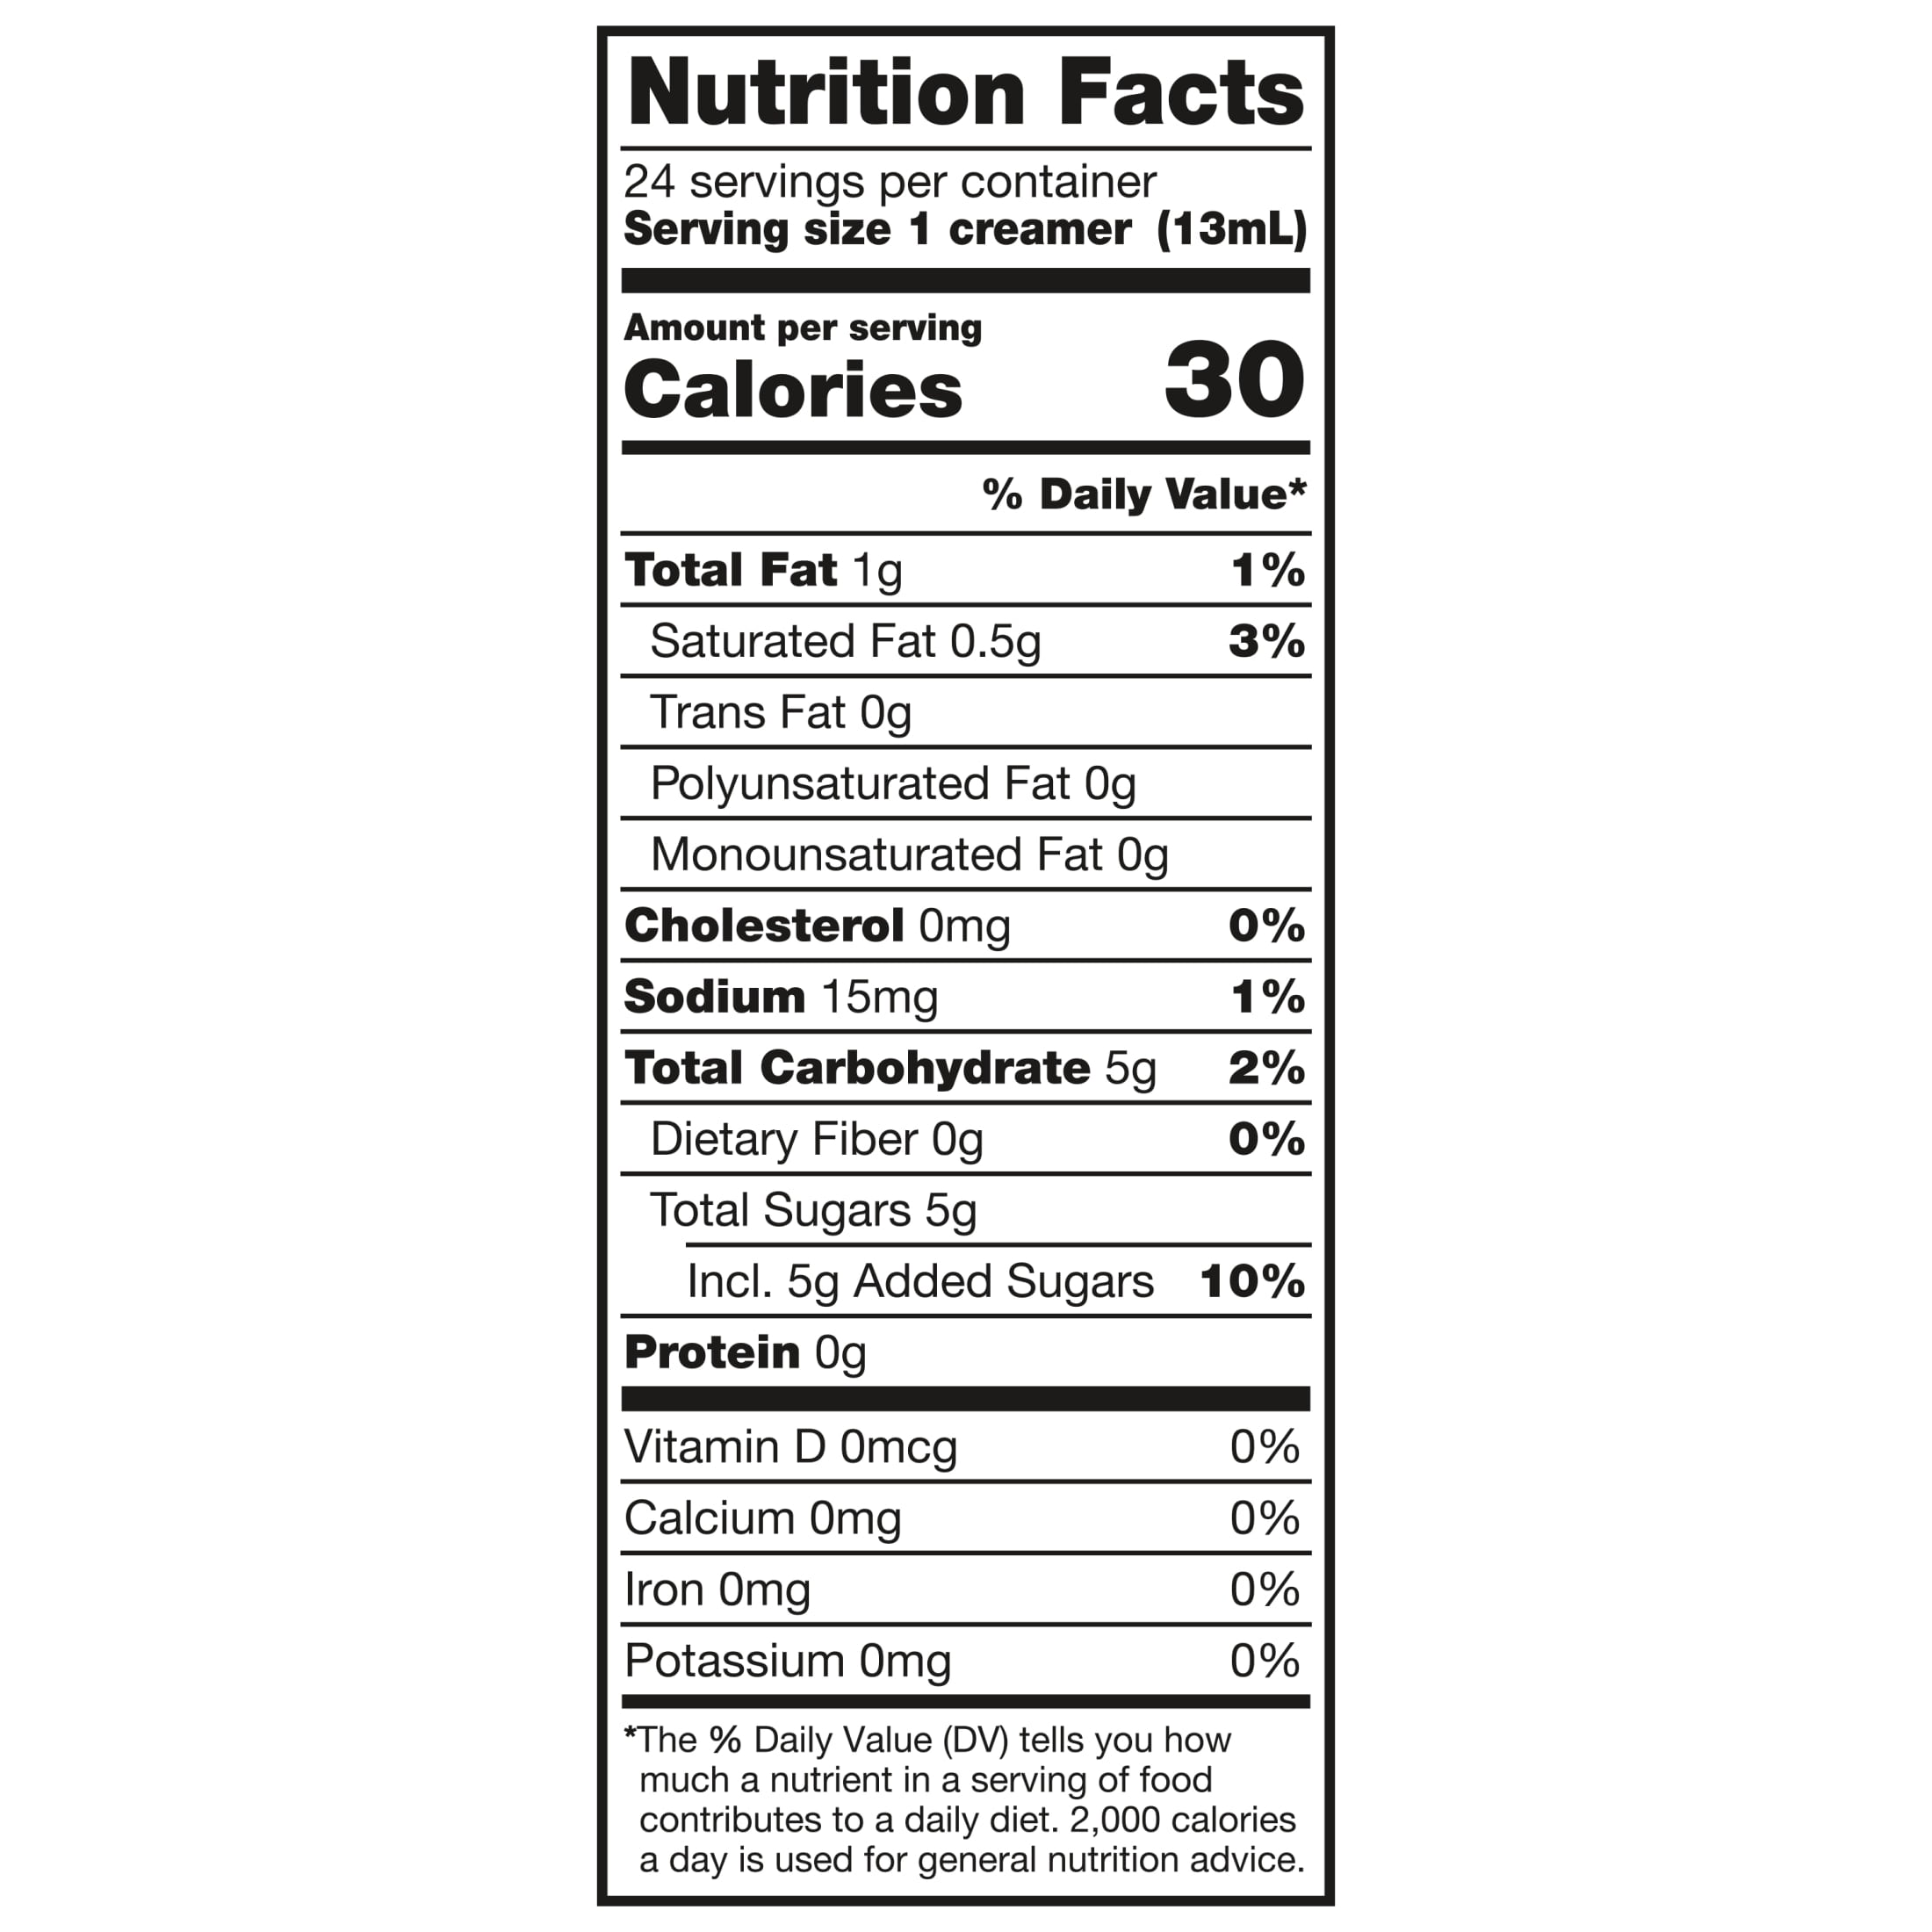 Nutrition Facts
24 servings per container
Serving size 1 creamer (13mL)
Amount per serving
Calories 30
% Daily Value*
Total Fat 1g 1%
Saturated Fat 0.5g 3%
Trans Fat 0g
Polyunsaturated Fat 0g
Monounsaturated Fat 0g
Cholesterol 0mg 0%
Sodium 15mg 1%
Total Carbohydrate 5g 2%
Dietary Fiber 0g 0%
Total Sugars 5g
Incl. 5g Added Sugars 10%
Protein 0g
Vitamin D 0mcg 0%
Calcium 0mg 0%
Iron 0mg 0%
Potassium 0mg 0%
*The % Daily Value (DV) tells you how
much a nutrient in a serving of food
contributes to a daily diet. 2,000 calories
a day is used for general nutrition advice.